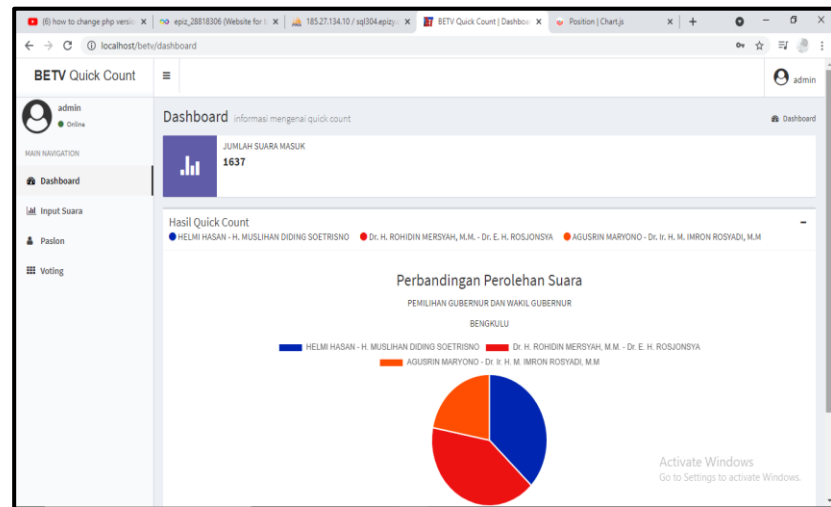 (6) how to change php versio
epiz_28818306 (Website for b
185.27.134.10 / sql304.epizy.c
BETV Quick Count | Dashboar
Position | Chart.js
localhost/betv/dashboard
BETV Quick Count
admin
admin
Online
Dashboard informasi mengenai quick count
Dashboard
MAIN NAVIGATION
Dashboard
Input Suara
Paslon
Voting
JUMLAH SUARA MASUK
1637
Hasil Quick Count
HELMI HASAN - H. MUSLIHAN DIDING SOETRISNO Dr. H. ROHIDIN MERSYAH, M.M. - Dr. E. H. ROSJONSYA AGUSRIN MARYONO - Dr. Ir. H. M. IMRON ROSYADI, M.M
Perbandingan Perolehan Suara
PEMILIHAN GUBERNUR DAN WAKIL GUBERNUR
BENGKULU
HELMI HASAN - H. MUSLIHAN DIDING SOETRISNO Dr. H. ROHIDIN MERSYAH, M.M. - Dr. E. H. ROSJONSYA
AGUSRIN MARYONO - Dr. Ir. H. M. IMRON ROSYADI, M.M
Activate Windows
Go to Settings to activate Windows.